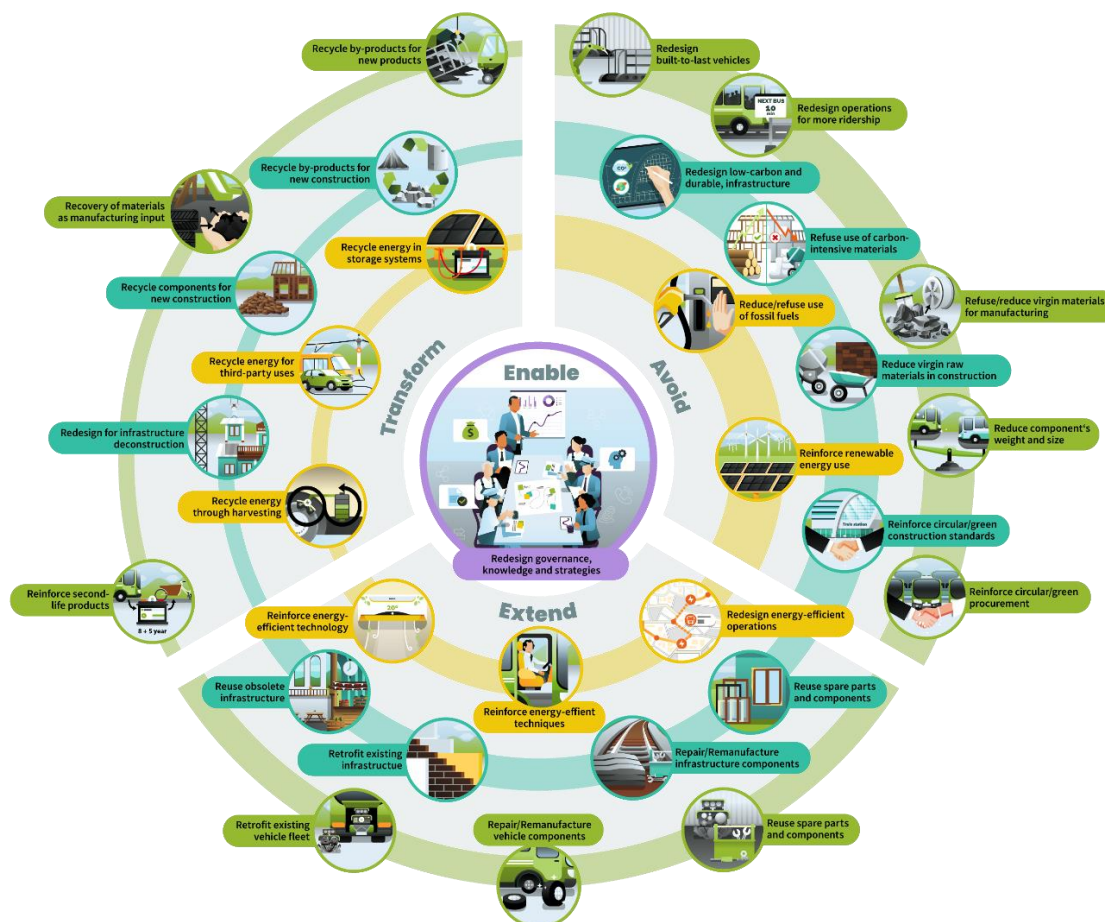 Recycle by-products for
new products
Redesign
built-to-last vehicles
NEXT BUS
10
Redesign operations
for more ridership
Recycle by-products for
new construction
Redesign low-carbon and
durable, infrastructure
Recovery of materials
as manufacturing input
Recycle energy in
storage systems
Refuse use of carbon-
intensive materials
Recycle components for
new construction
Reduce/refuse use
of fossil fuels
Refuse/reduce virgin materials
for manufacturing
Recycle energy for
third-party uses
Transform
Enable
Avoid
Reduce virgin raw
materials in construction
Redesign for infrastructure
deconstruction
Reduce component's
weight and size
Reinforce renewable
energy use
Recycle energy
through harvesting
Reinforce circular/green
construction standards
Redesign governance,
knowledge and strategies
Reinforce second-
life products
8 + 5 year
Reinforce circular/green
procurement
Extend
Reinforce energy-
efficient technology
20°
Redesign energy-efficient
operations
Reuse obsolete
infrastructure
Reinforce energy-effient
techniques
Reuse spare parts
and components
Retrofit existing
infrastructue
Repair/Remanufacture
infrastructure components
Retrofit existing
vehicle fleet
Repair/Remanufacture
vehicle components
Reuse spare parts
and components